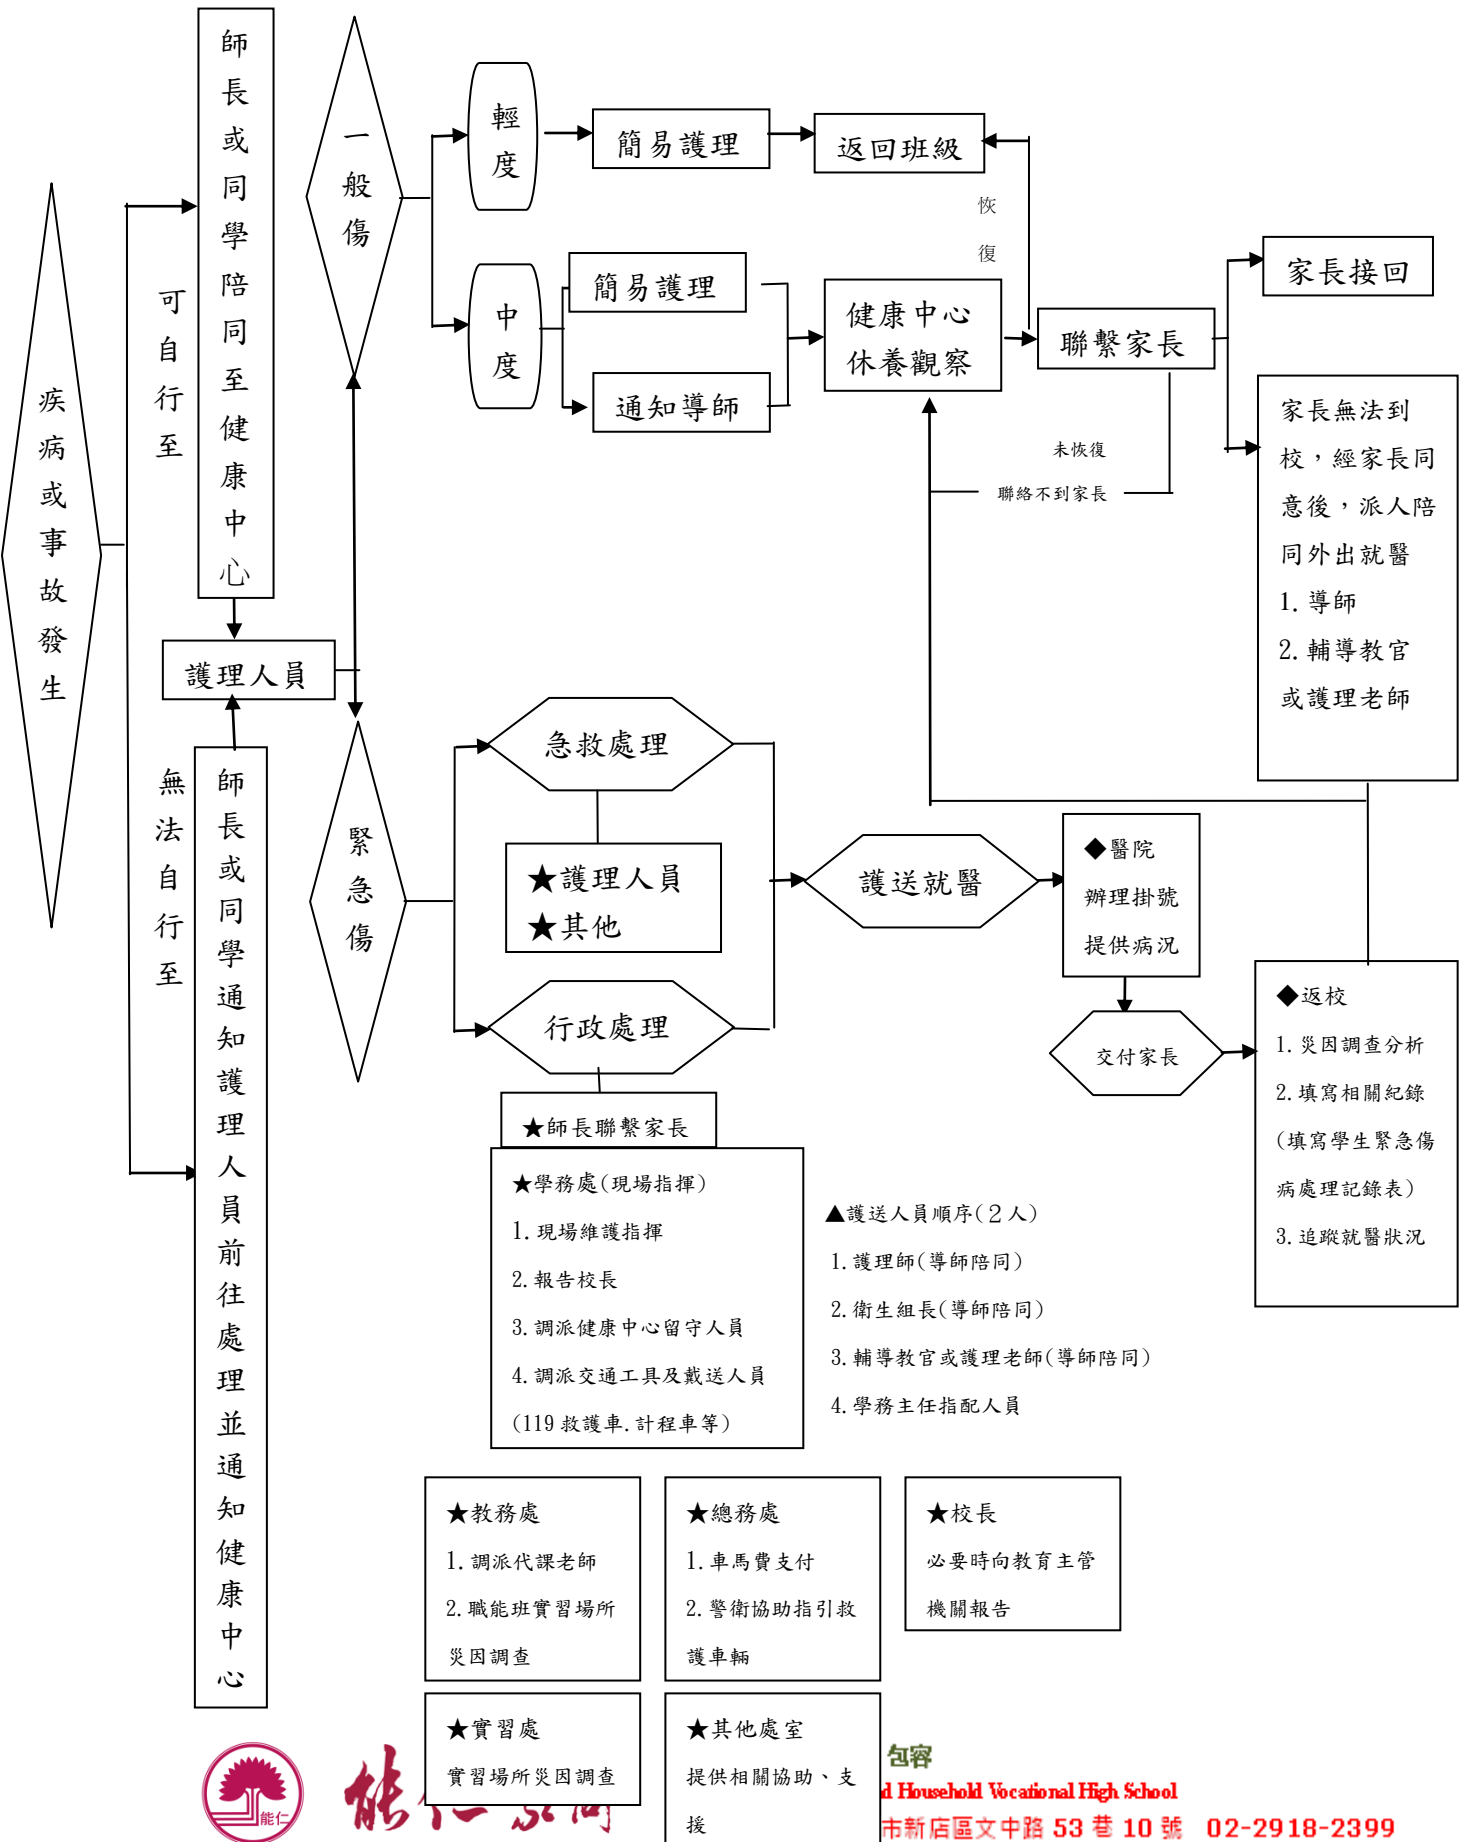 疾病或事故發生
可自行至
無法自行至
師長或同學陪同至健康中心
護理人員
師長或同學通知護理人員前往處理並通知健康中心
一般傷
輕度
簡易護理
返回班級
中度
簡易護理
通知導師
健康中心
休養觀察
恢復
聯繫家長
未恢復
聯絡不到家長
家長接回
家長無法到
校，經家長同
意後，派人陪
同外出就醫
1.導師
2.輔導教官
或護理老師
緊急傷
急救處理
★護理人員
★其他
行政處理
★師長聯繫家長
★學務處(現場指揮)
1.現場維護指揮
2.報告校長
3.調派健康中心留守人員
4.調派交通工具及戴送人員
(119救護車.計程車等)
護送就醫
◆醫院
辦理掛號
提供病況
交付家長
◆返校
1.災因調查分析
2.填寫相關紀錄
(填寫學生緊急傷
病處理記錄表)
3.追蹤就醫狀況
▲護送人員順序(２人)
1.護理師(導師陪同)
2.衛生組長(導師陪同)
3.輔導教官或護理老師(導師陪同)
4.學務主任指配人員
★教務處
1.調派代課老師
2.職能班實習場所
災因調查
★總務處
1.車馬費支付
2.警衛協助指引救
護車輛
★校長
必要時向教育主管
機關報告
★實習處
實習場所災因調查
★其他處室
提供相關協助、支
援
能仁
能仁家商
包容
d Household Vocational High School
市新店區文中路 53 巷 10 號 02-2918-2399